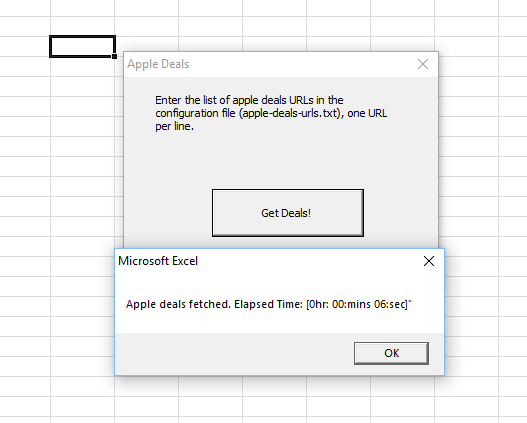 Apple Deals
Enter the list of apple deals URLs in the
configuration file (apple-deals-urls.txt), one URL
per line.
Get Deals!
Microsoft Excel
Apple deals fetched. Elapsed Time: [0hr: 00:mins 06:sec]"
OK